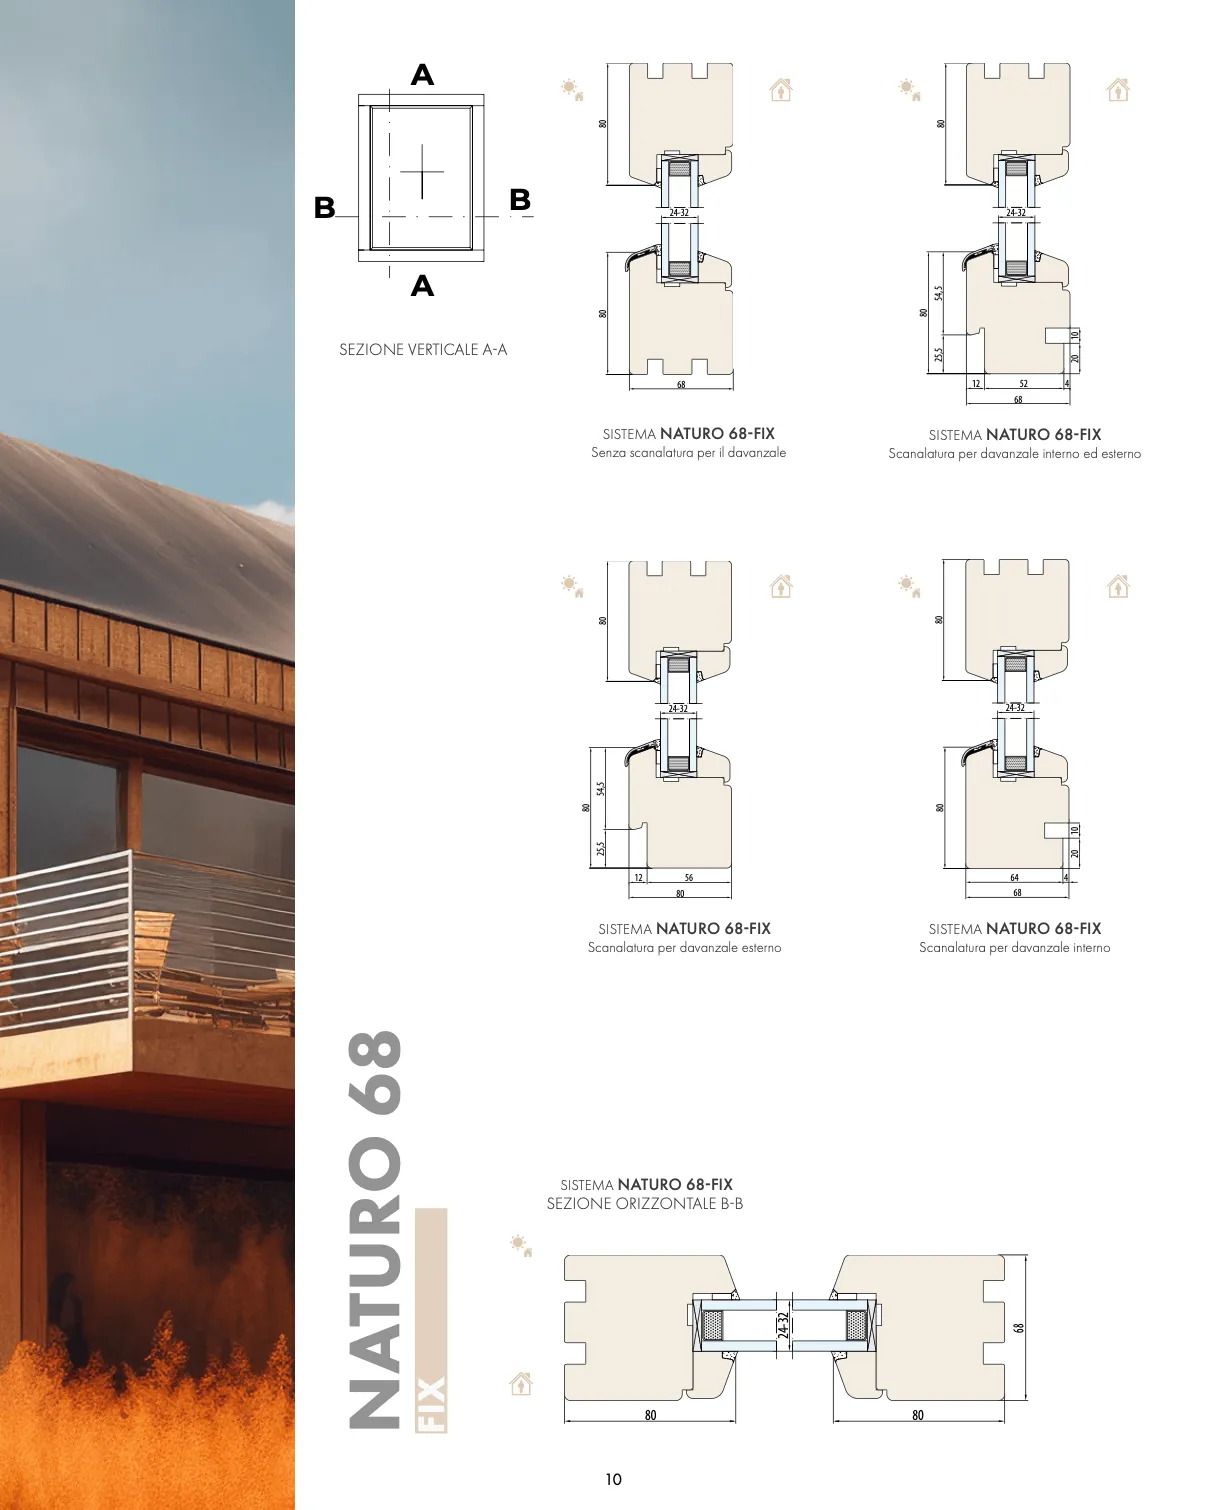 A
B
B
A
SEZIONE VERTICALE A-A
80
24-32
80
68
SISTEMA NATURO 68-FIX
Senza scanalatura per il davanzale
80
24-32
80
54,5
25,5
10
20
12
52
4
68
SISTEMA NATURO 68-FIX
Scanalatura per davanzale interno ed esterno
80
24-32
80
54,5
25,5
12
56
80
SISTEMA NATURO 68-FIX
Scanalatura per davanzale esterno
80
24-32
80
10
20
64
4
68
SISTEMA NATURO 68-FIX
Scanalatura per davanzale interno
NATURO 68
FIX
SISTEMA NATURO 68-FIX
SEZIONE ORIZZONTALE B-B
24-32
68
80
80
10